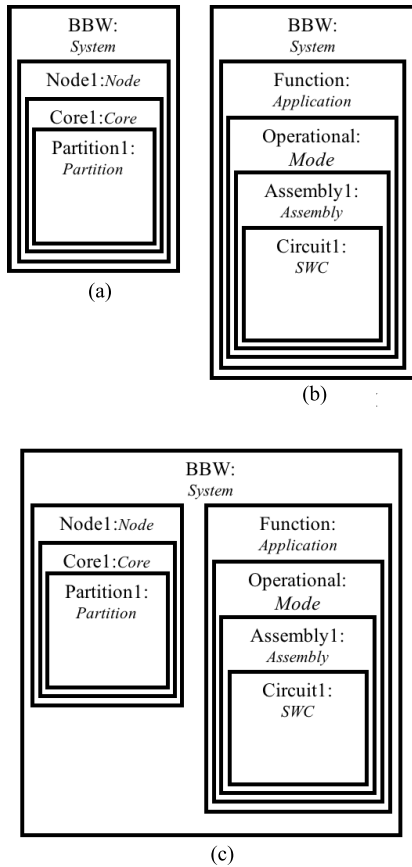 BBW:
System
Node1:Node
Core1:Core
Partition1:
Partition
(a)
BBW:
System
Function:
Application
Operational:
Mode
Assembly1:
Assembly
Circuit1:
SWC
(b)
BBW:
System
Node1:Node
Core1:Core
Partition1:
Partition
Function:
Application
Operational:
Mode
Assembly1:
Assembly
Circuit1:
SWC
(c)